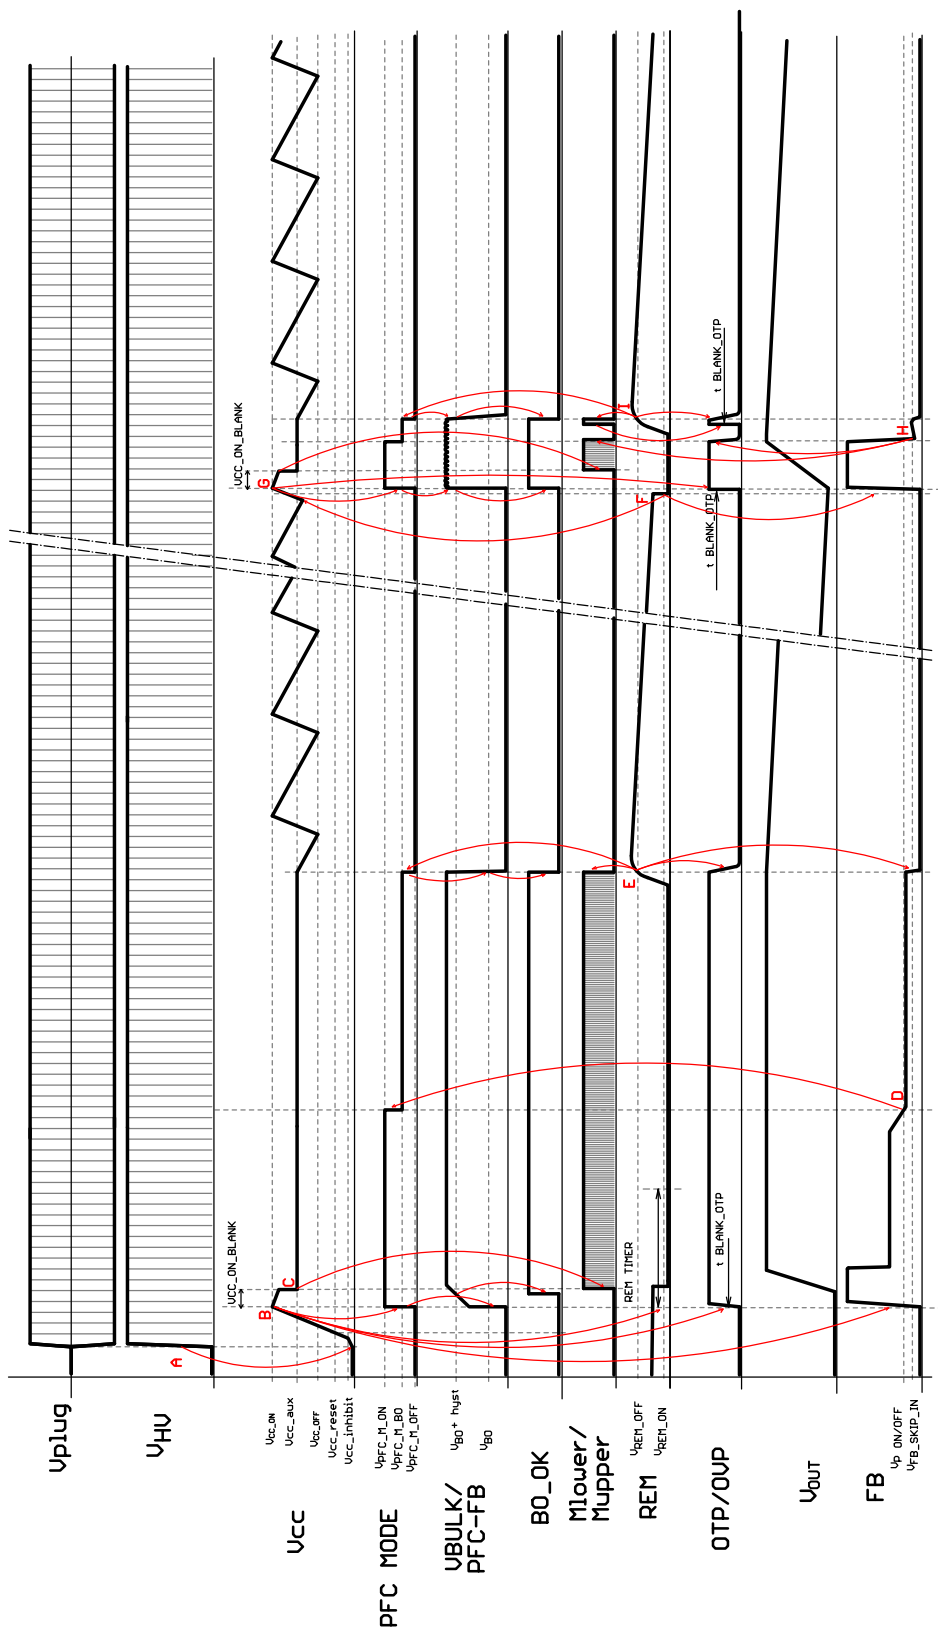 Vplug
VHV
Vcc
VCC_ON
Vcc_aux
VCC_OFF
Vcc_reset
Vcc_inhibit
VCC_ON_BLANK
VCC_ON_BLANK
PFC MODE
VPFC_M_ON
VPFC_M_BO
VPFC_M_OFF
VBULK/
PFC-FB
VBO + hyst
VBO
BO_OK
Mlower/
Mupper
REM
VREM_OFF
VREM_ON
REM TIMER
OTP/OVP
t BLANK_OTP
t BLANK_OTP
t BLANK_OTP
VOUT
FB
Vp ON/OFF
VFB_SKIP_IN
A
B
C
D
E
F
G
H
I